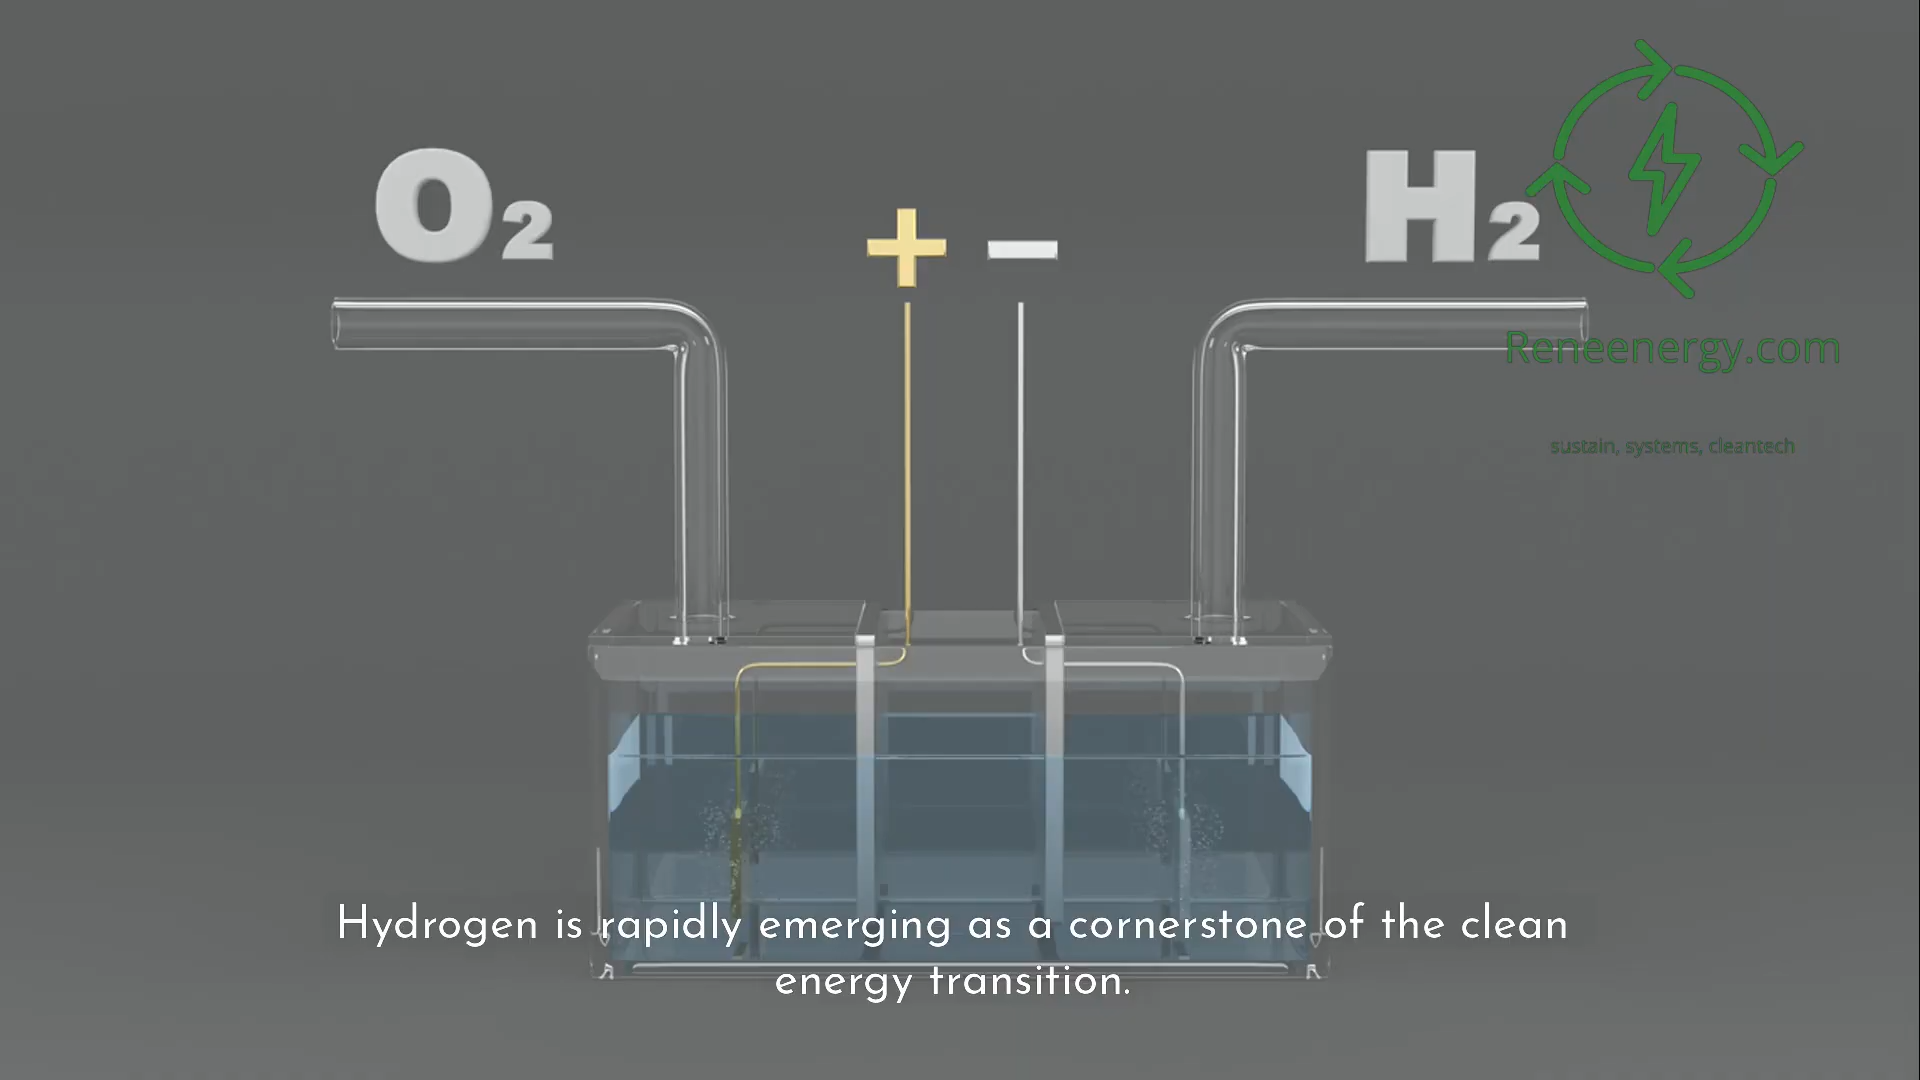 O2
H2
+ −
Reneenergy.com
sustain, systems, cleantech
Hydrogen is rapidly emerging as a cornerstone of the clean
energy transition.